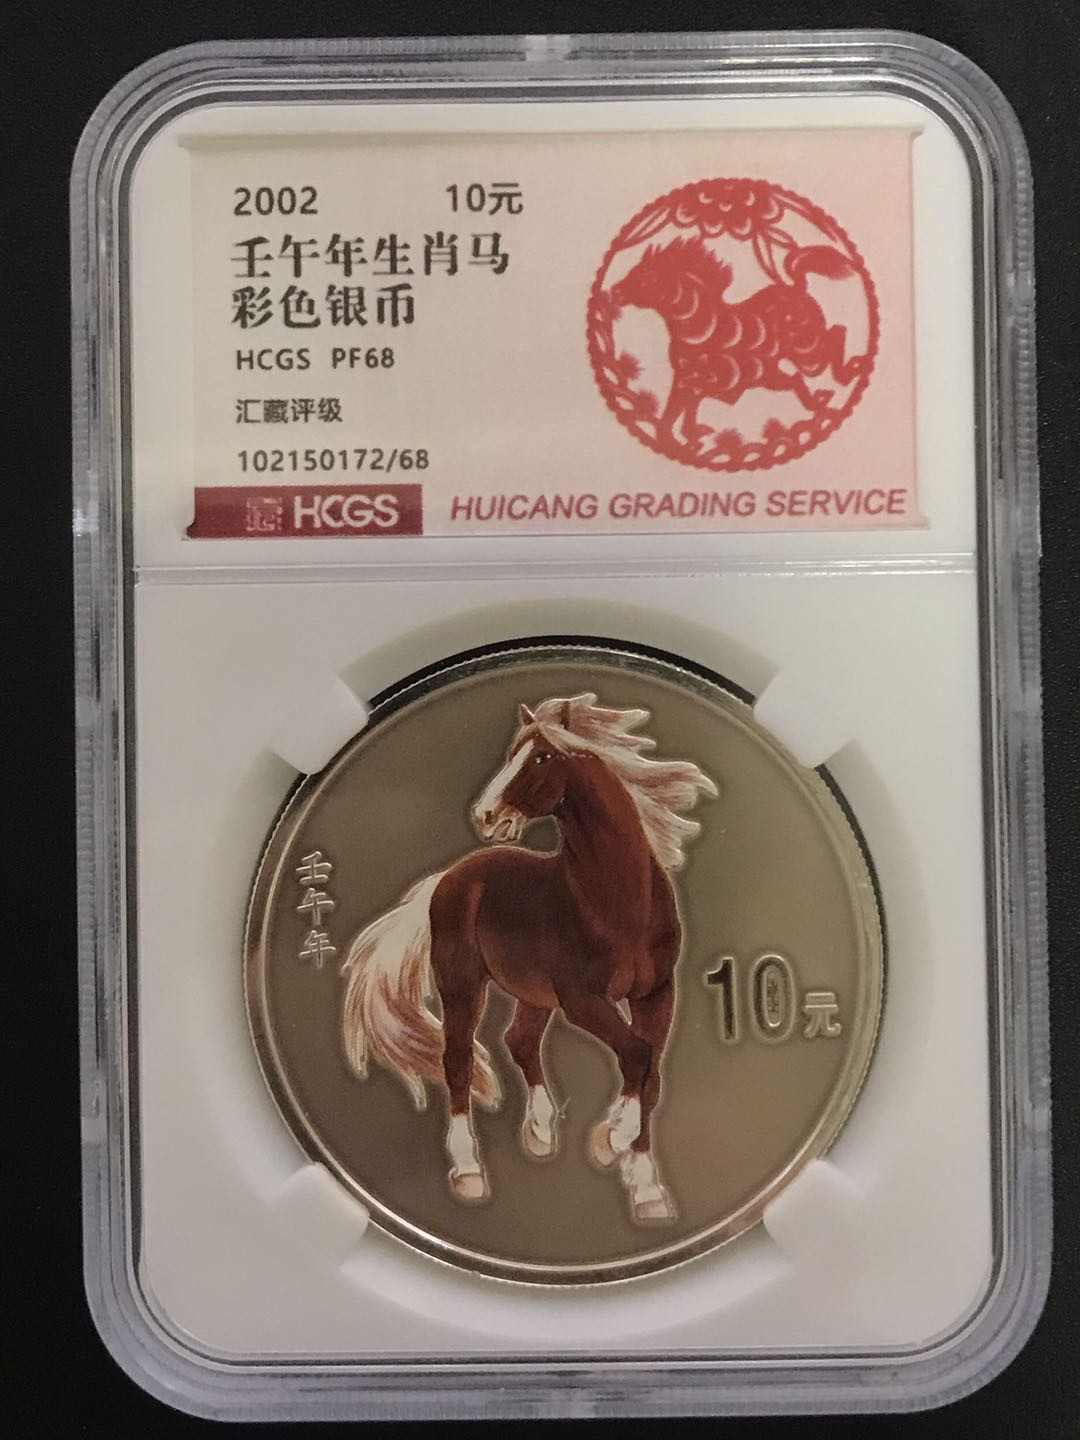 2002 10元
壬午年生肖马
彩色银币
HCGS PF68
汇藏评级
102150172/68
HCGS HUICANG GRADING SERVICE
壬午年
10元